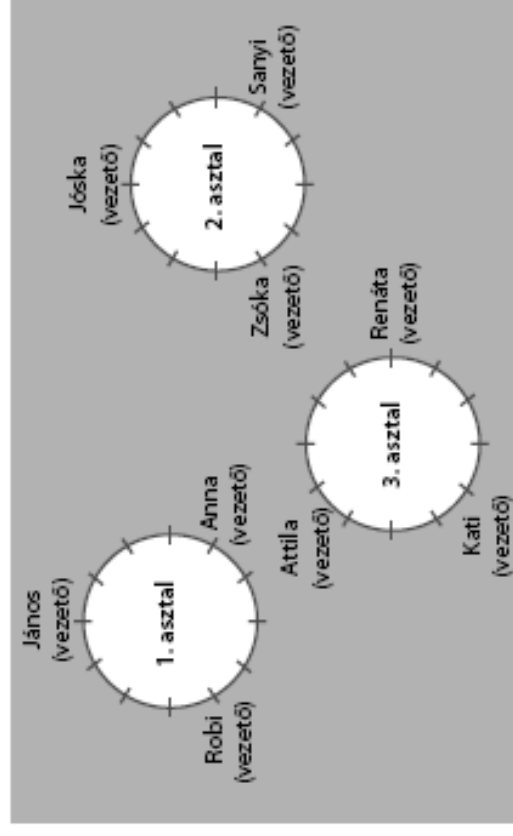 János
(vezető)
1. asztal
Robi
(vezető)
Anna
(vezető)
Jóska
(vezető)
2. asztal
Zsóka
(vezető)
Sanyi
(vezető)
Attila
(vezető)
3. asztal
Renáta
(vezető)
Kati
(vezető)